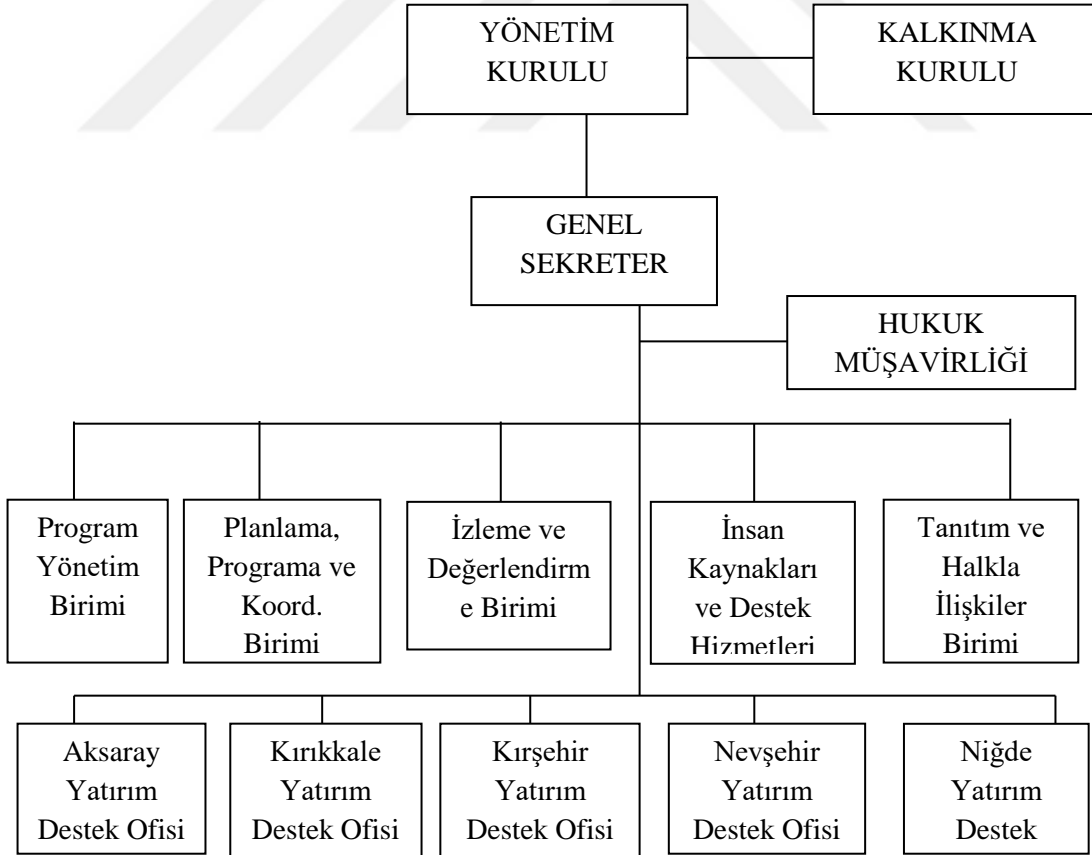 YÖNETİM
KURULU
KALKINMA
KURULU
GENEL
SEKRETER
HUKUK
MÜŞAVİRLİĞİ
Program
Yönetim
Birimi
Planlama,
Programa ve
Koord.
Birimi
İzleme ve
Değerlendirm
e Birimi
İnsan
Kaynakları
ve Destek
Hizmetleri
Tanıtım ve
Halkla
İlişkiler
Birimi
Aksaray
Yatırım
Destek Ofisi
Kırıkkale
Yatırım
Destek Ofisi
Kırşehir
Yatırım
Destek Ofisi
Nevşehir
Yatırım
Destek Ofisi
Niğde
Yatırım
Destek